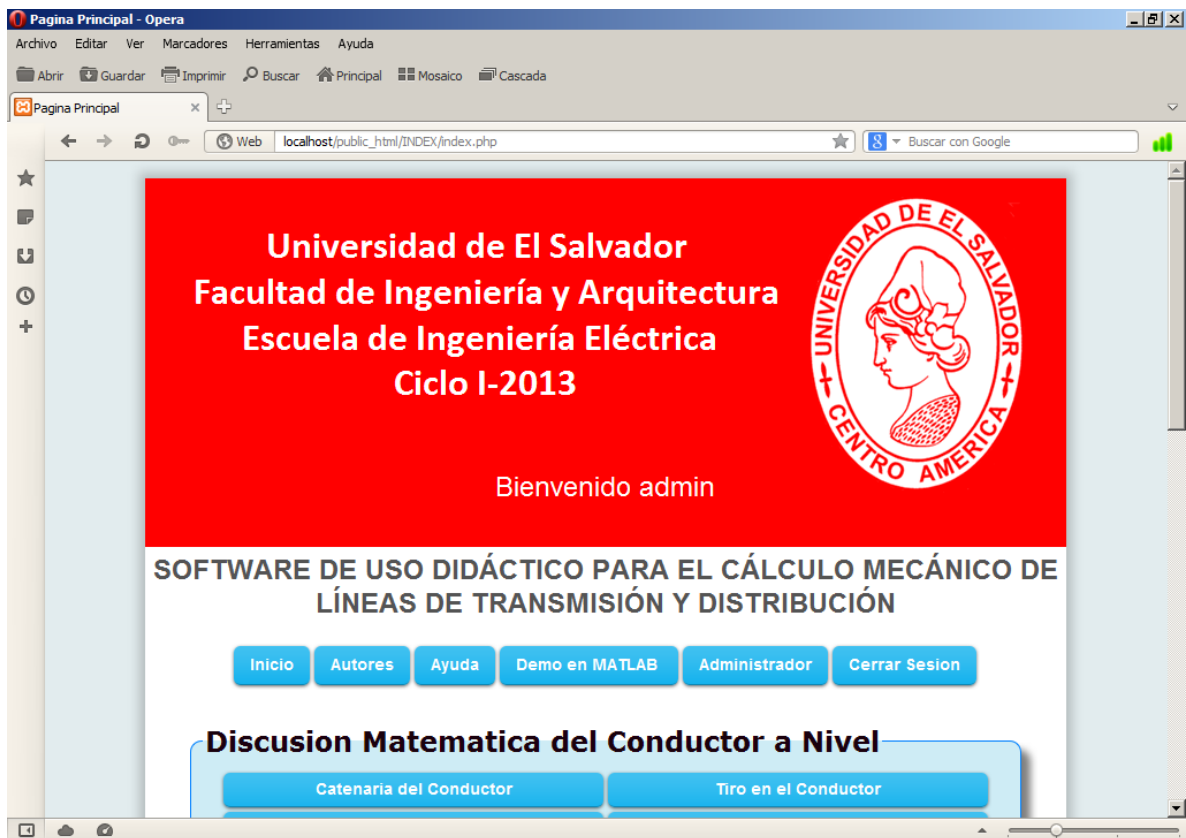 Pagina Principal - Opera
Archivo Editar Ver Marcadores Herramientas Ayuda
Abrir Guardar Imprimir Buscar Principal Mosaico Cascada
Pagina Principal
Web localhost/public_html/INDEX/index.php Buscar con Google
Universidad de El Salvador
Facultad de Ingeniería y Arquitectura
Escuela de Ingeniería Eléctrica
Ciclo I-2013
UNIVERSIDAD DE EL SALVADOR
CENTRO AMERICA
Bienvenido admin
SOFTWARE DE USO DIDÁCTICO PARA EL CÁLCULO MECÁNICO DE
LÍNEAS DE TRANSMISIÓN Y DISTRIBUCIÓN
Inicio Autores Ayuda Demo en MATLAB Administrador Cerrar Sesion
Discusion Matematica del Conductor a Nivel
Catenaria del Conductor Tiro en el Conductor